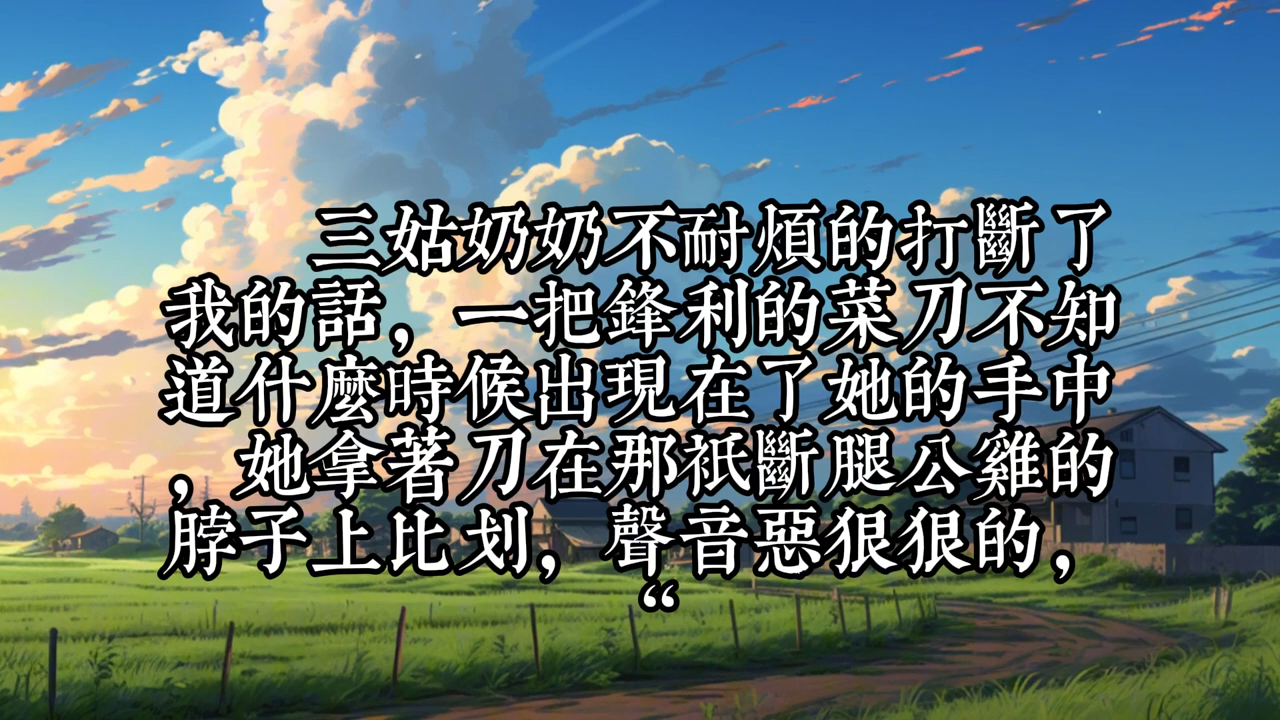 三姑奶奶不耐煩的打斷了
我的話，一把鋒利的菜刀不知
道什麼時候出現在了她的手中
，她拿著刀在那衹斷腿公雞的
脖子上比划，聲音惡狠狠的，
“